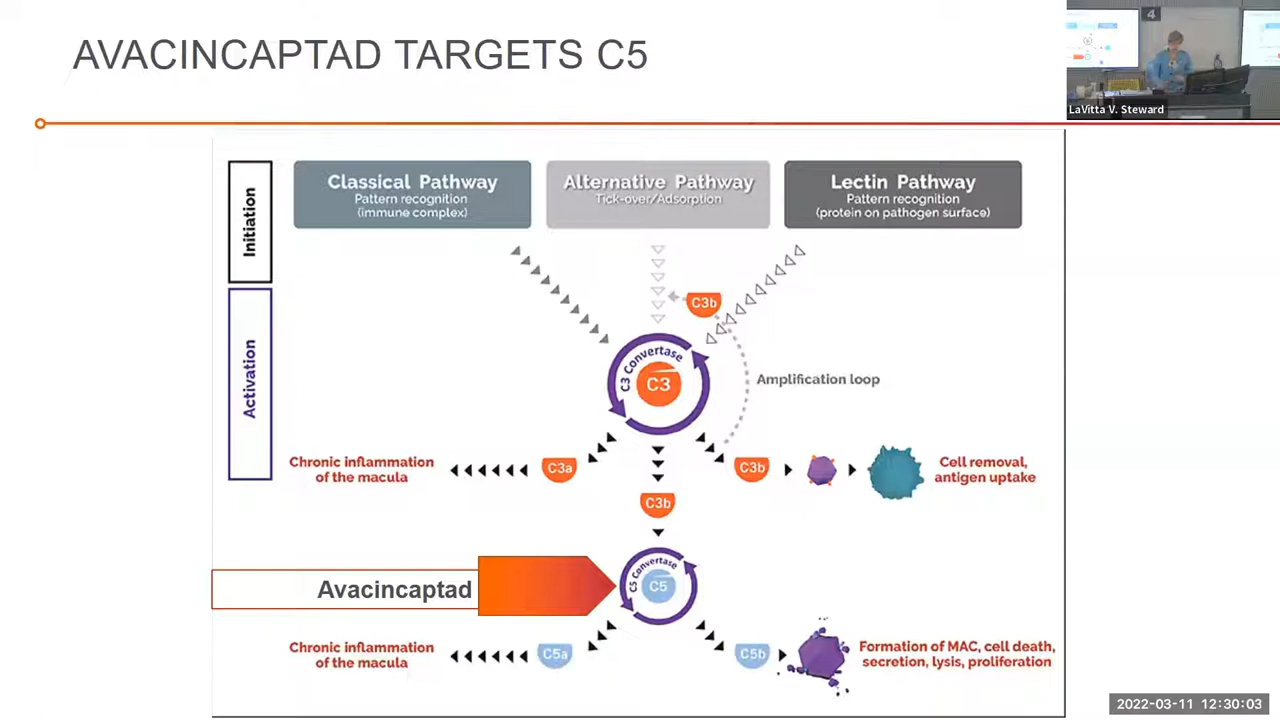 AVACINCAPTAD TARGETS C5
4
LaVitta V. Steward
Initiation
Classical Pathway
Pattern recognition
(immune complex)
Alternative Pathway
Tick-over/Adsorption
Lectin Pathway
Pattern recognition
(protein on pathogen surface)
Activation
C3b
C3 Convertase
C3
Amplification loop
Chronic inflammation
of the macula
C3a
C3b
Cell removal,
antigen uptake
C3b
Avacincaptad
C5 Convertase
C5
Chronic inflammation
of the macula
C5a
C5b
Formation of MAC, cell death,
secretion, lysis, proliferation
2022-03-11 12:30:03